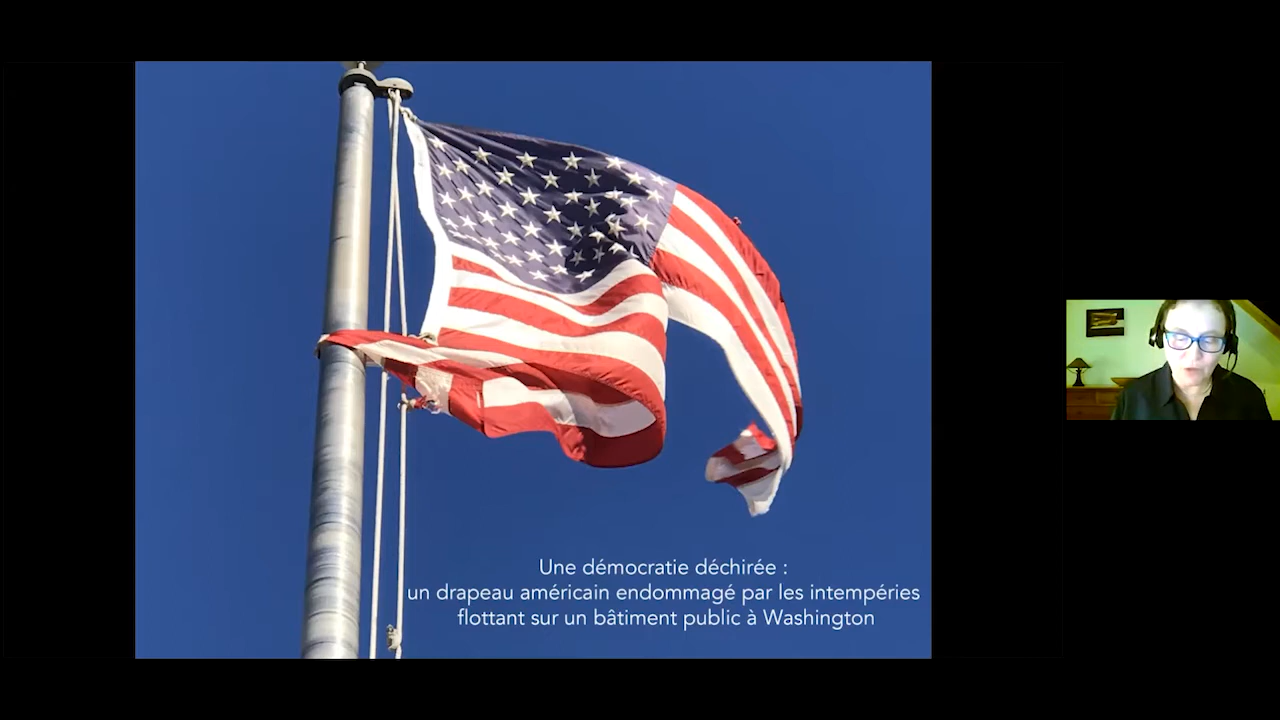 Une démocratie déchirée :
un drapeau américain endommagé par les intempéries
flottant sur un bâtiment public à Washington